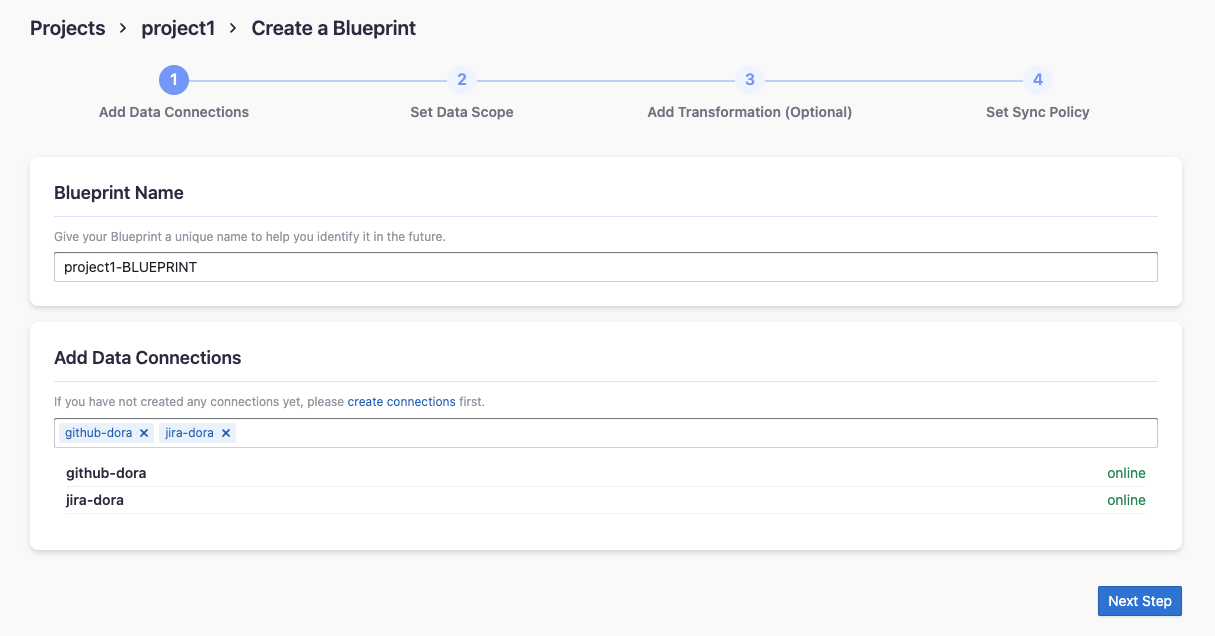 Projects > project1 > Create a Blueprint
1 2 3 4
Add Data Connections Set Data Scope Add Transformation (Optional) Set Sync Policy
Blueprint Name
Give your Blueprint a unique name to help you identify it in the future.
project1-BLUEPRINT
Add Data Connections
If you have not created any connections yet, please create connections first.
github-dora × jira-dora ×
github-dora online
jira-dora online
Next Step